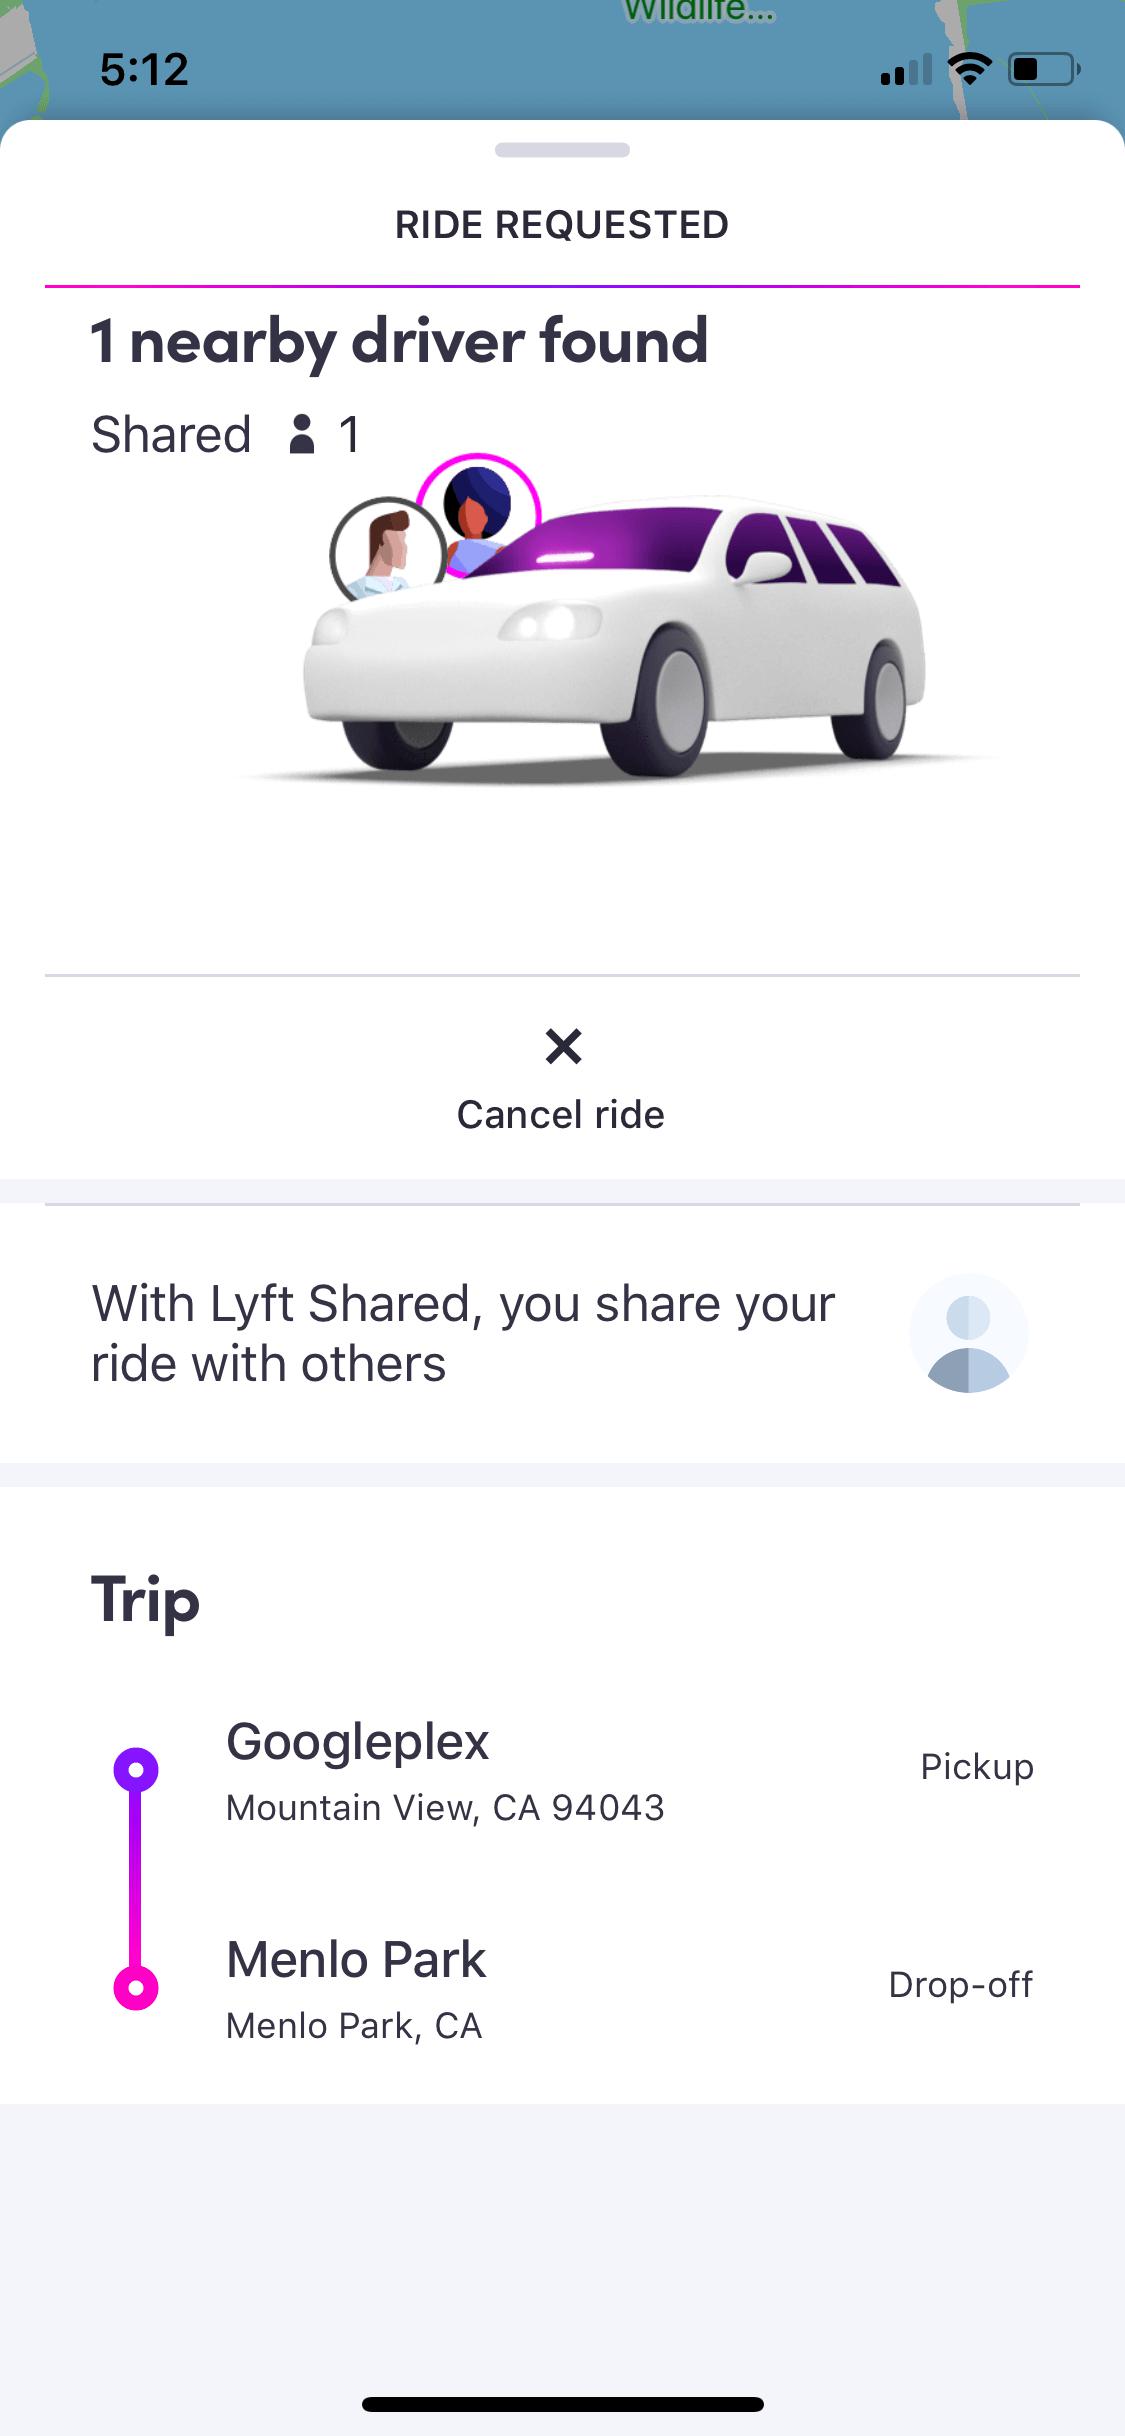 Wildlife...
5:12
RIDE REQUESTED
1 nearby driver found
Shared 1
Cancel ride
With Lyft Shared, you share your
ride with others
Trip
Googleplex
Pickup
Mountain View, CA 94043
Menlo Park
Drop-off
Menlo Park, CA